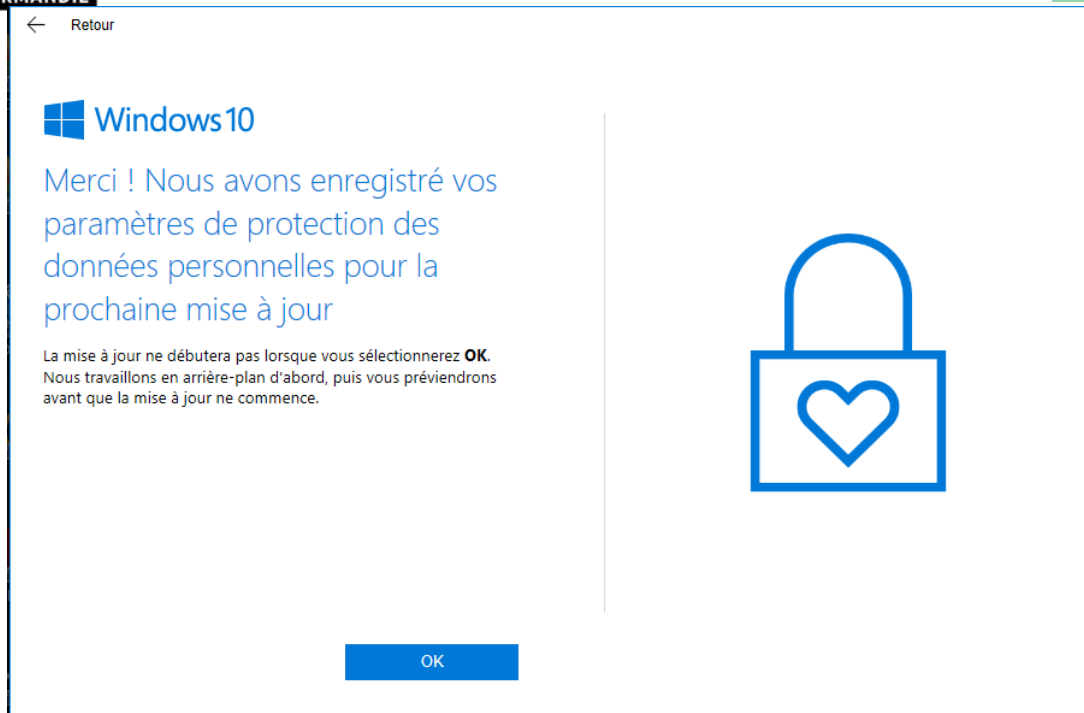 RMANDIE
Retour
Windows 10
Merci ! Nous avons enregistré vos
paramètres de protection des
données personnelles pour la
prochaine mise à jour
La mise à jour ne débutera pas lorsque vous sélectionnerez OK.
Nous travaillons en arrière-plan d'abord, puis vous préviendrons
avant que la mise à jour ne commence.
OK